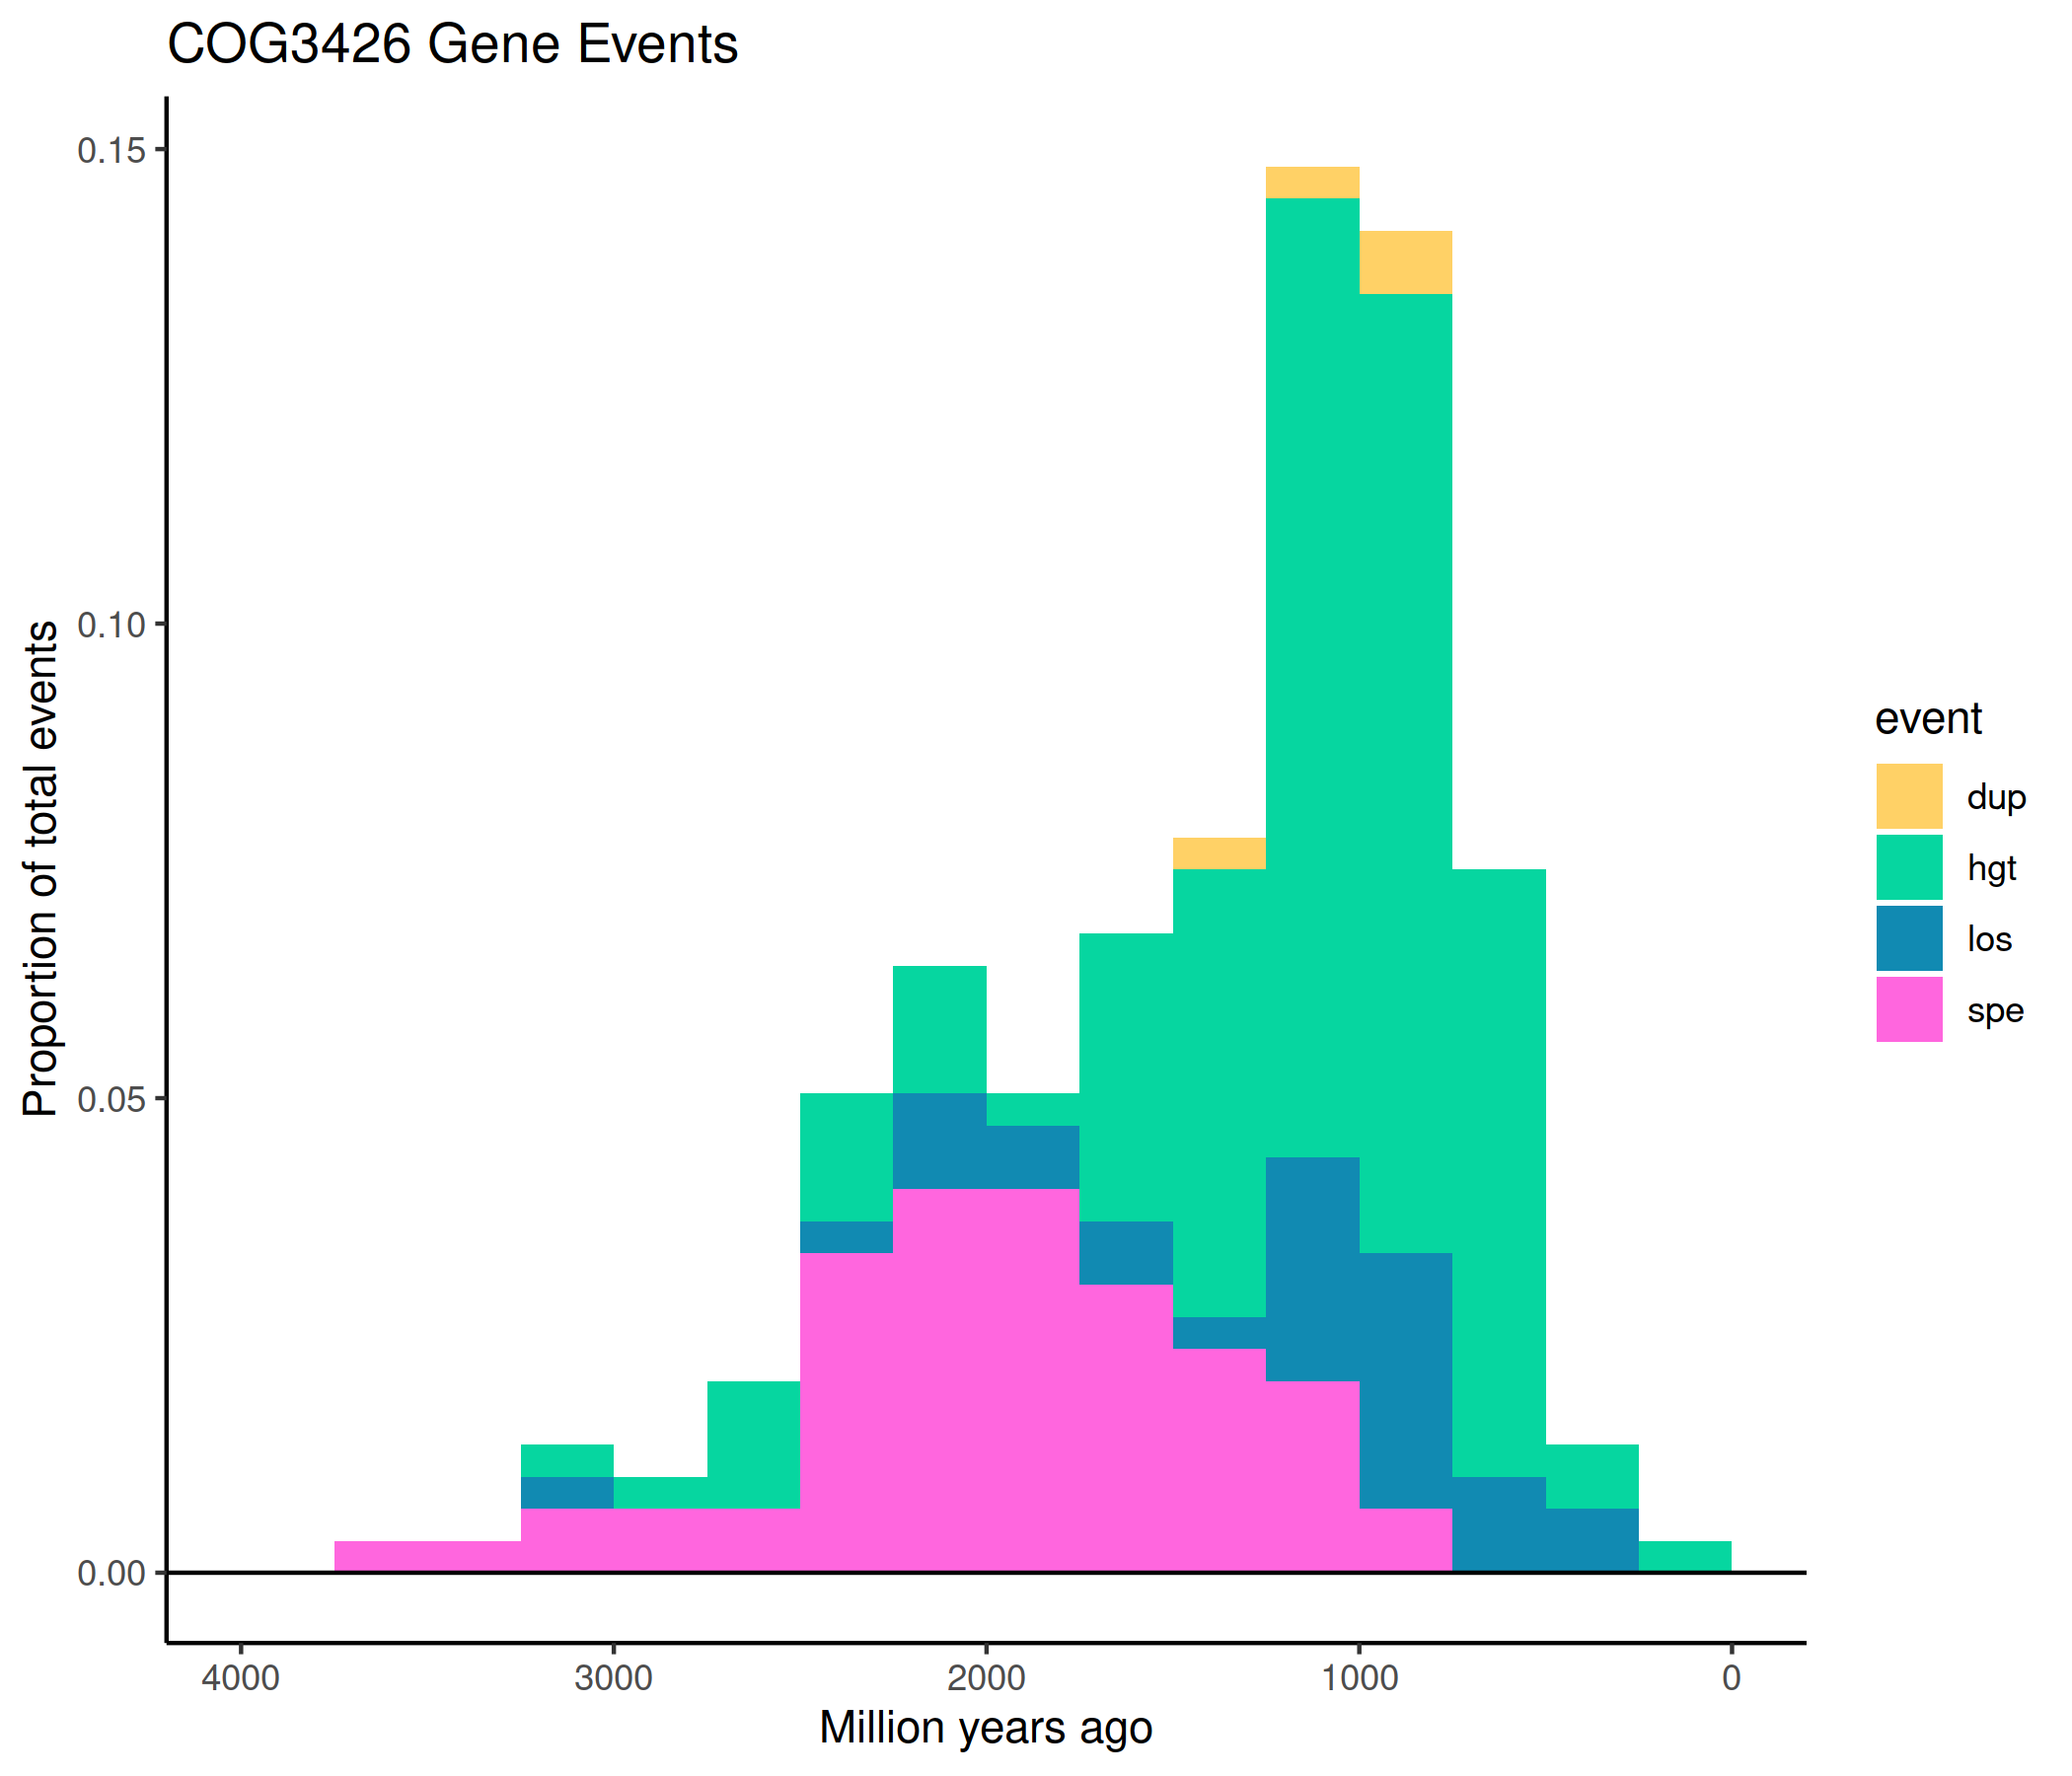 COG3426 Gene Events
0.15
0.10
0.05
0.00
Proportion of total events
4000 3000 2000 1000 0
Million years ago
event
dup
hgt
los
spe